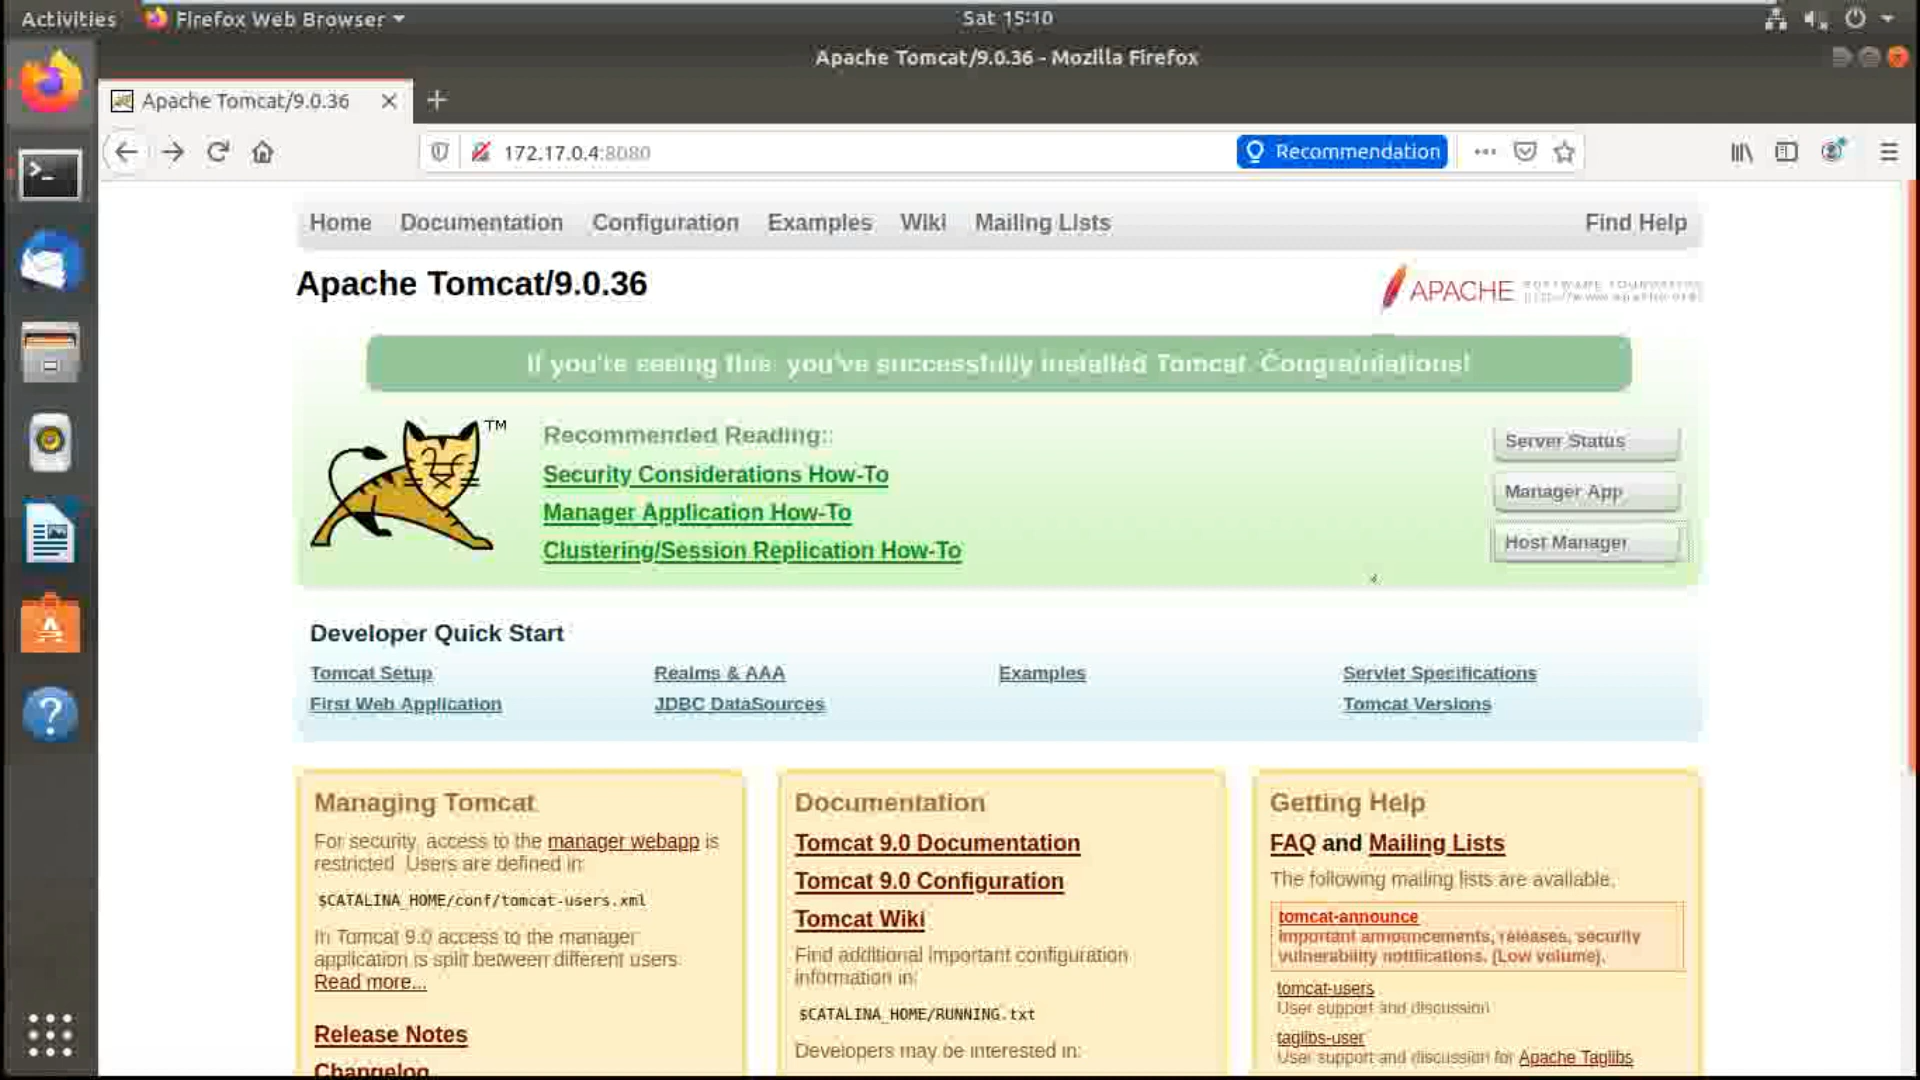 Activities Firefox Web Browser Sat 15:10
Apache Tomcat/9.0.36 - Mozilla Firefox
Apache Tomcat/9.0.36
172.17.0.4:8080 Recommendation
Home Documentation Configuration Examples Wiki Mailing Lists Find Help
Apache Tomcat/9.0.36
APACHE SOFTWARE FOUNDATION
http://www.apache.org/
If you're seeing this, you've successfully installed Tomcat. Congratulations!
TM
Recommended Reading:
Security Considerations How-To
Manager Application How-To
Clustering/Session Replication How-To
Server Status
Manager App
Host Manager
Developer Quick Start
Tomcat Setup
First Web Application
Realms & AAA
JDBC DataSources
Examples
Servlet Specifications
Tomcat Versions
Managing Tomcat
For security, access to the manager webapp is
restricted. Users are defined in:
$CATALINA_HOME/conf/tomcat-users.xml
In Tomcat 9.0 access to the manager
application is split between different users.
Read more...
Release Notes
Changelog
Documentation
Tomcat 9.0 Documentation
Tomcat 9.0 Configuration
Tomcat Wiki
Find additional important configuration
information in:
$CATALINA_HOME/RUNNING.txt
Developers may be interested in:
Getting Help
FAQ and Mailing Lists
The following mailing lists are available:
tomcat-announce
Important announcements, releases, security
vulnerability notifications. (Low volume).
tomcat-users
User support and discussion
taglibs-user
User support and discussion for Apache Taglibs